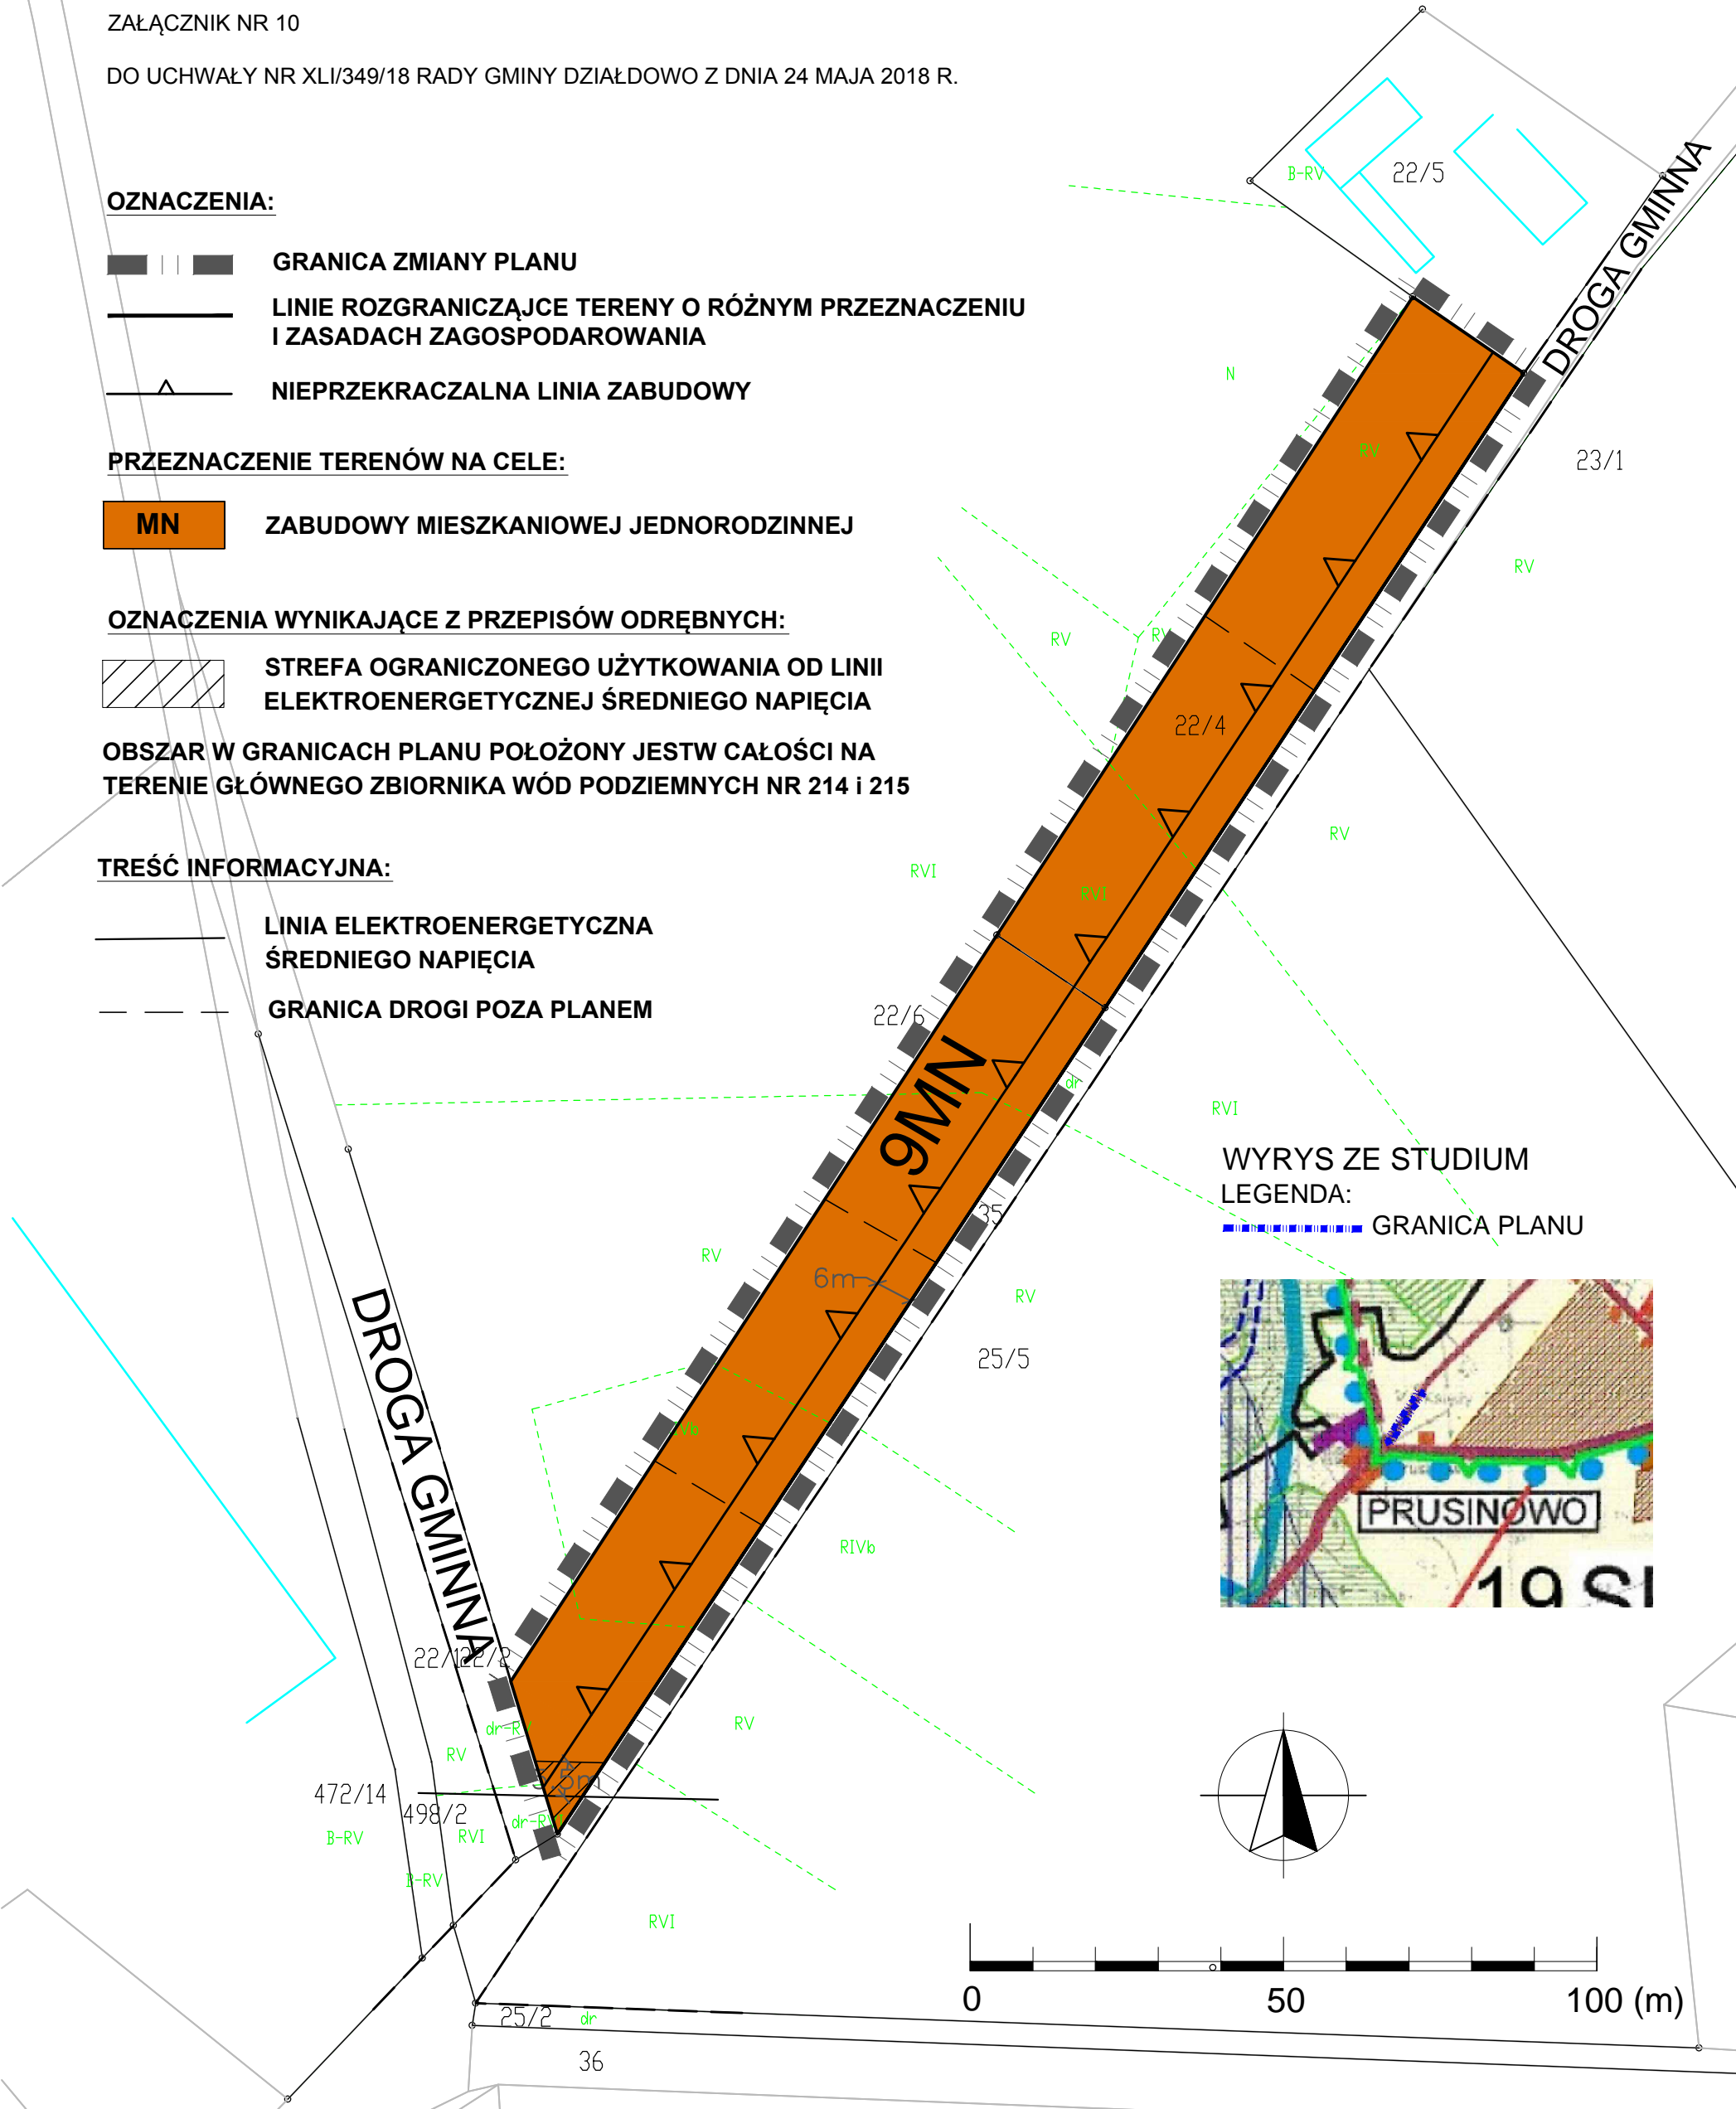 ZAŁĄCZNIK NR 10
DO UCHWAŁY NR XLI/349/18 RADY GMINY DZIAŁDOWO Z DNIA 24 MAJA 2018 R.
OZNACZENIA:
GRANICA ZMIANY PLANU
LINIE ROZGRANICZĄJCE TERENY O RÓŻNYM PRZEZNACZENIU
I ZASADACH ZAGOSPODAROWANIA
NIEPRZEKRACZALNA LINIA ZABUDOWY
PRZEZNACZENIE TERENÓW NA CELE:
MN
ZABUDOWY MIESZKANIOWEJ JEDNORODZINNEJ
OZNACZENIA WYNIKAJĄCE Z PRZEPISÓW ODRĘBNYCH:
STREFA OGRANICZONEGO UŻYTKOWANIA OD LINII
ELEKTROENERGETYCZNEJ ŚREDNIEGO NAPIĘCIA
OBSZAR W GRANICACH PLANU POŁOŻONY JESTW CAŁOŚCI NA
TERENIE GŁÓWNEGO ZBIORNIKA WÓD PODZIEMNYCH NR 214 i 215
TREŚĆ INFORMACYJNA:
LINIA ELEKTROENERGETYCZNA
ŚREDNIEGO NAPIĘCIA
GRANICA DROGI POZA PLANEM
B-RV
22/5
DROGA GMINNA
N
RV
23/1
RV
RV
RV
22/4
RV
RVI
RVI
22/6
9MN
dr
RVI
35
RV
6m
RV
25/5
DROGA GMINNA
RIVb
22/1
22/2
RV
RV
5,5m
472/14
498/2
B-RV
RVI
B-RV
RVI
25/2
dr
36
WYRYS ZE STUDIUM
LEGENDA:
GRANICA PLANU
PRUSINOWO
0
50
100 (m)